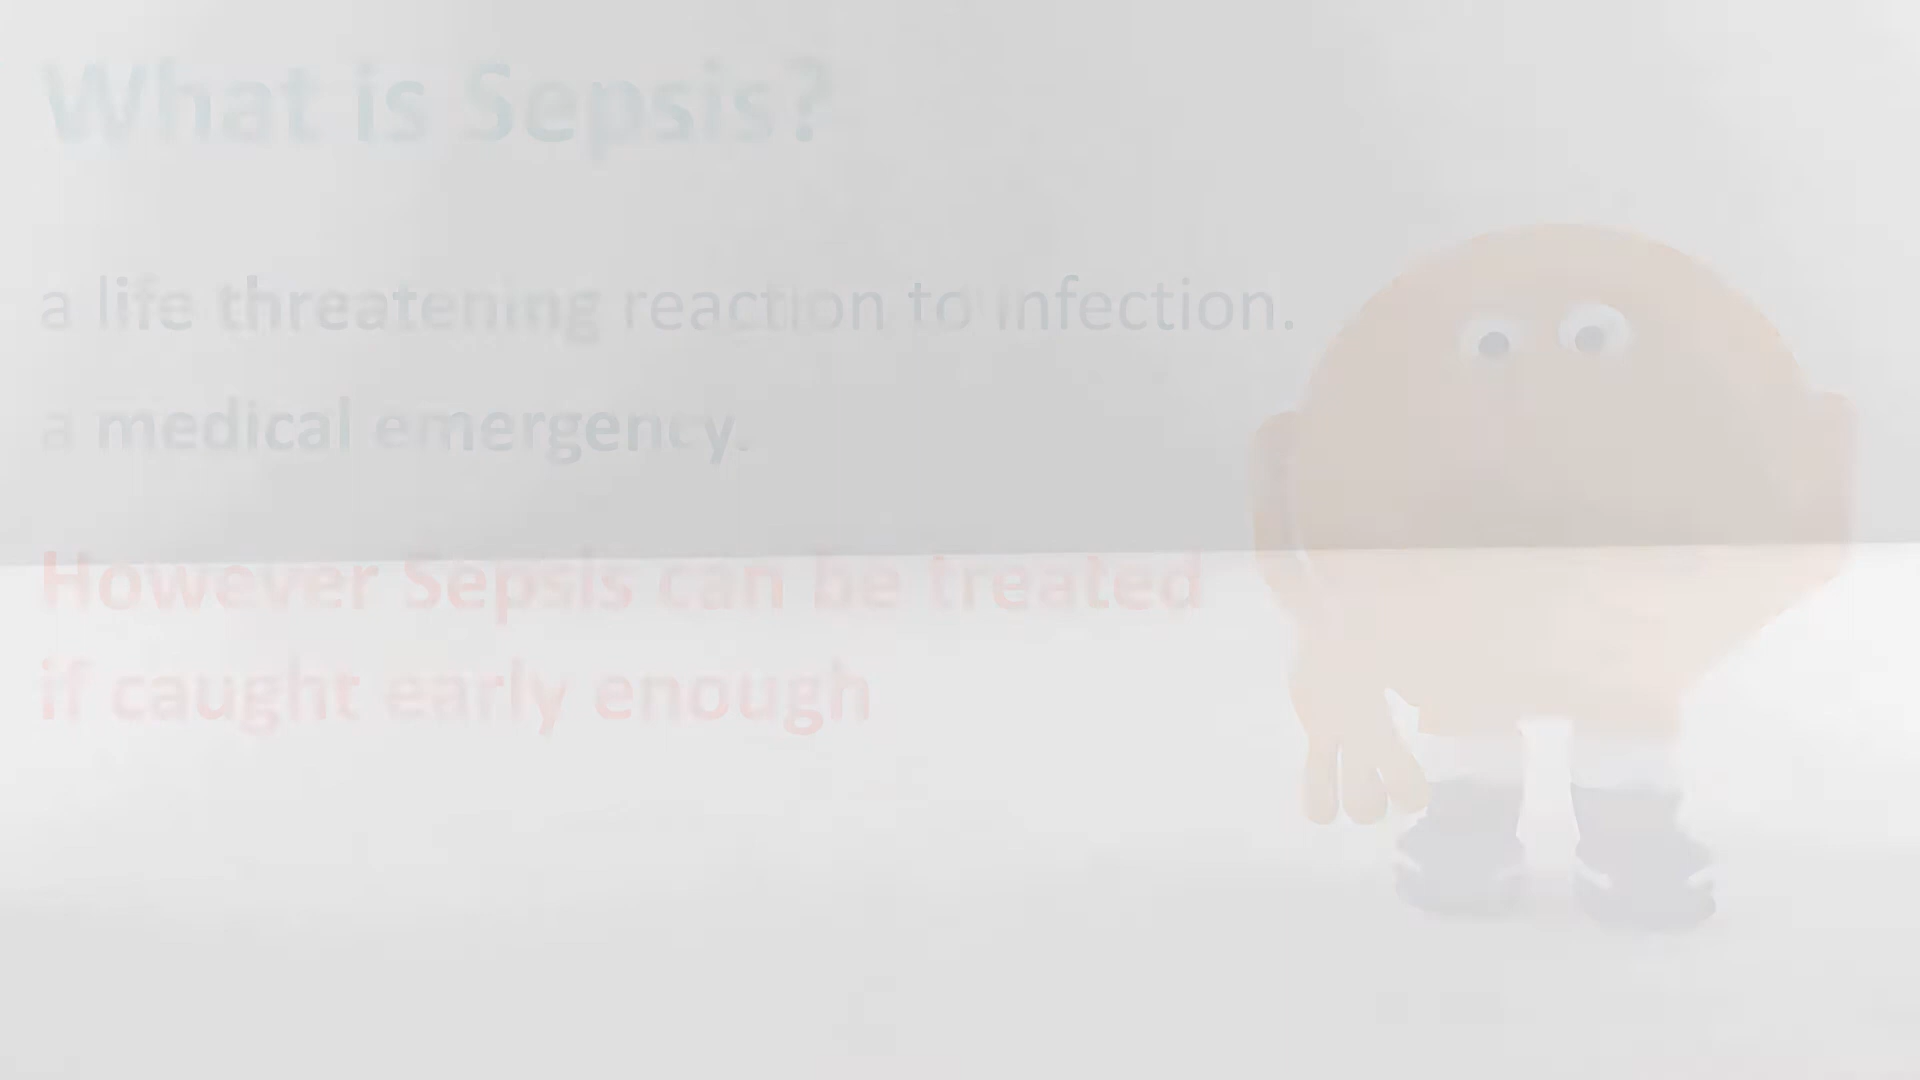 What is Sepsis?
a life threatening reaction to infection.
a medical emergency.
However Sepsis can be treated
if caught early enough